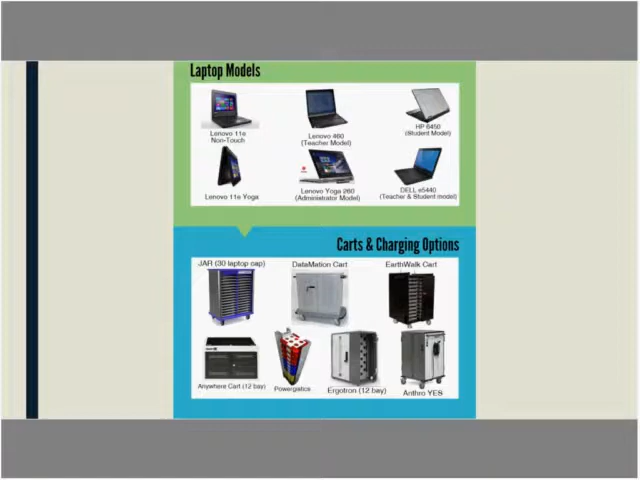 Laptop Models
Lenovo 11e
Non-Touch
Lenovo 460
(Teacher Model)
HP 6450
(Student Model)
Lenovo 11e Yoga
Lenovo Yoga 260
(Administrator Model)
DELL e5440
(Teacher & Student model)
Carts & Charging Options
JAR (30 laptop cap)
DataMation Cart
EarthWalk Cart
Anywhere Cart (12 bay)
Powergistics
Ergotron (12 bay)
Anthro YES